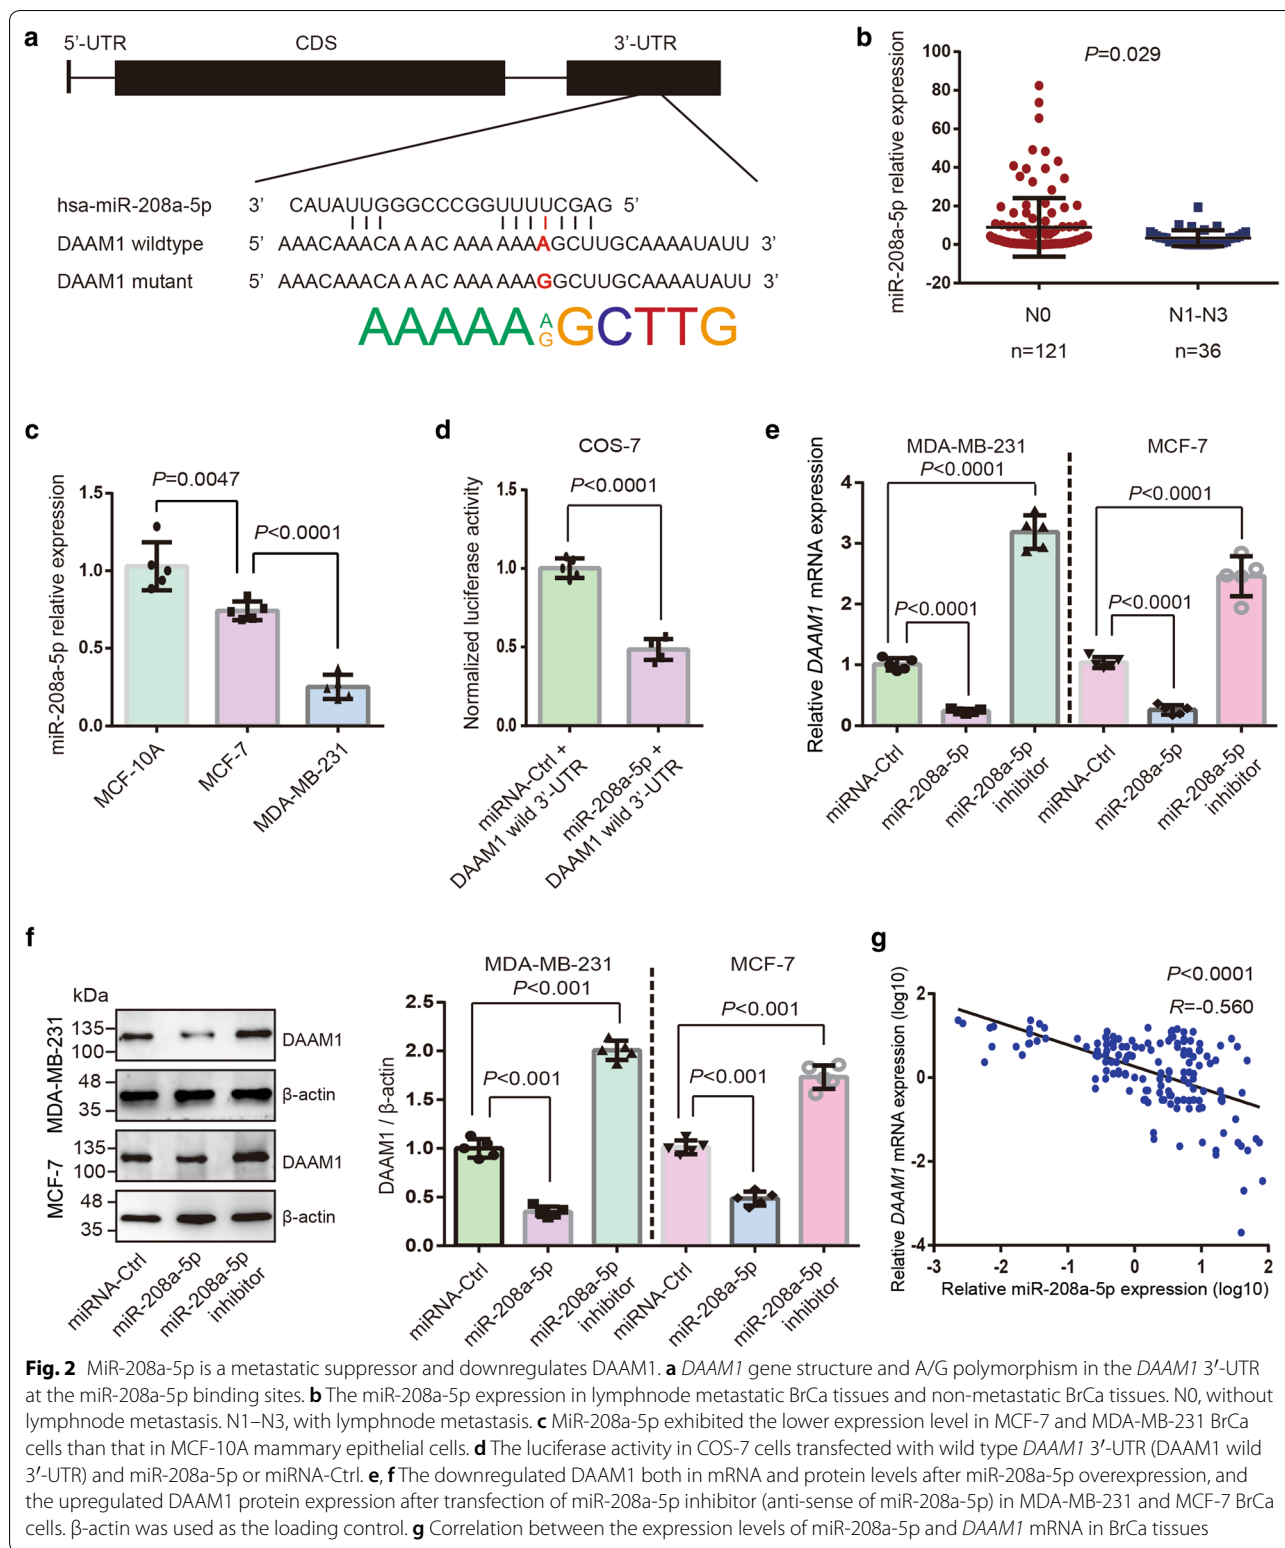 a
5’-UTR CDS 3’-UTR
hsa-miR-208a-5p 3’ CAUAUUGGGCCCGGUUUUUCGAG 5’
DAAM1 wildtype 5’ AAACAAACAAACAAAAAAAGCUUGCAAAAUAUU 3’
DAAM1 mutant 5’ AAACAAACAAACAAAAAAGGCUUGCAAAAUAUU 3’
AAAAA A GCTTG
G
b
miR-208a-5p relative expression
P=0.029
100
80
60
40
20
0
-20
N0 N1-N3
n=121 n=36
c
miR-208a-5p relative expression
P=0.0047
P<0.0001
1.5
1.0
0.5
0.0
MCF-10A
MCF-7
MDA-MB-231
d
COS-7
Normalized luciferase activity
P<0.0001
1.5
1.0
0.5
0.0
miRNA-Ctrl +
DAAM1 wild 3’-UTR
miR-208a-5p +
DAAM1 wild 3’-UTR
e
MDA-MB-231 MCF-7
Relative DAAM1 mRNA expression
P<0.0001
P<0.0001
P<0.0001
P<0.0001
4
3
2
1
0
miRNA-Ctrl
miR-208a-5p
miR-208a-5p
inhibitor
miRNA-Ctrl
miR-208a-5p
miR-208a-5p
inhibitor
f
kDa
MDA-MB-231
135
100
DAAM1
48
35
β-actin
MCF-7
135
100
DAAM1
48
35
β-actin
miRNA-Ctrl
miR-208a-5p
miR-208a-5p
inhibitor
MDA-MB-231 MCF-7
DAAM1 / β-actin
P<0.001
P<0.001
P<0.001
P<0.001
2.5
2.0
1.5
1.0
0.5
0.0
miRNA-Ctrl
miR-208a-5p
miR-208a-5p
inhibitor
miRNA-Ctrl
miR-208a-5p
miR-208a-5p
inhibitor
g
Relative DAAM1 mRNA expression (log10)
P<0.0001
R=-0.560
2
0
-2
-4
-3 -2 -1 0 1 2
Relative miR-208a-5p expression (log10)
Fig. 2 MiR-208a-5p is a metastatic suppressor and downregulates DAAM1. a DAAM1 gene structure and A/G polymorphism in the DAAM1 3′-UTR
at the miR-208a-5p binding sites. b The miR-208a-5p expression in lymphnode metastatic BrCa tissues and non-metastatic BrCa tissues. N0, without
lymphnode metastasis. N1–N3, with lymphnode metastasis. c MiR-208a-5p exhibited the lower expression level in MCF-7 and MDA-MB-231 BrCa
cells than that in MCF-10A mammary epithelial cells. d The luciferase activity in COS-7 cells transfected with wild type DAAM1 3′-UTR (DAAM1 wild
3′-UTR) and miR-208a-5p or miRNA-Ctrl. e, f The downregulated DAAM1 both in mRNA and protein levels after miR-208a-5p overexpression, and
the upregulated DAAM1 protein expression after transfection of miR-208a-5p inhibitor (anti-sense of miR-208a-5p) in MDA-MB-231 and MCF-7 BrCa
cells. β-actin was used as the loading control. g Correlation between the expression levels of miR-208a-5p and DAAM1 mRNA in BrCa tissues